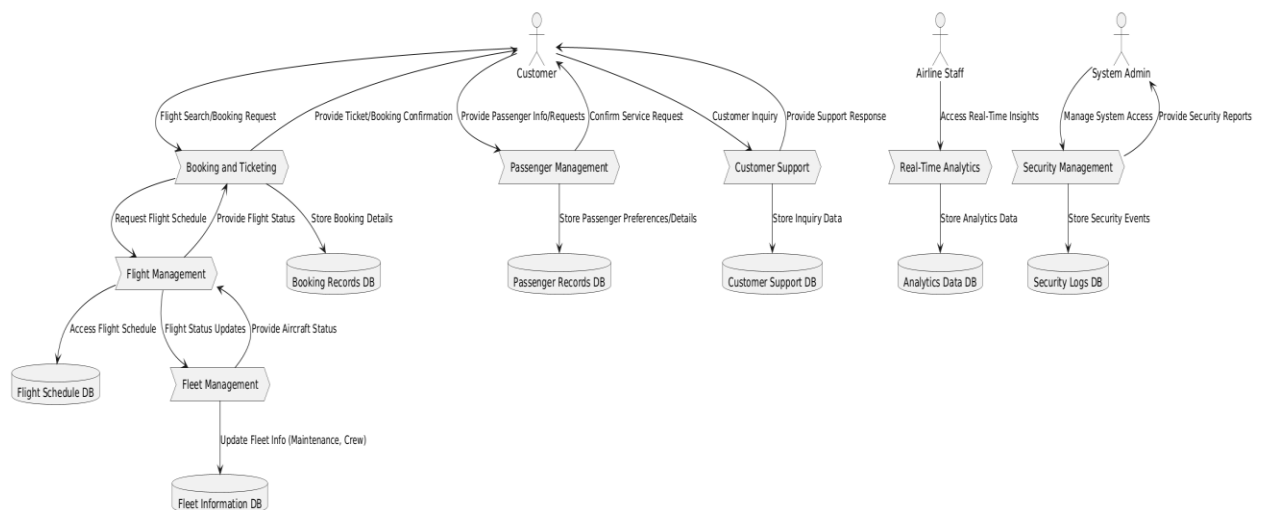 Customer
Airline Staff
System Admin
Flight Search/Booking Request
Provide Ticket/Booking Confirmation
Provide Passenger Info/Requests
Confirm Service Request
Customer Inquiry
Provide Support Response
Access Real-Time Insights
Manage System Access
Provide Security Reports
Booking and Ticketing
Passenger Management
Customer Support
Real-Time Analytics
Security Management
Request Flight Schedule
Provide Flight Status
Store Booking Details
Store Passenger Preferences/Details
Store Inquiry Data
Store Analytics Data
Store Security Events
Flight Management
Booking Records DB
Passenger Records DB
Customer Support DB
Analytics Data DB
Security Logs DB
Access Flight Schedule
Flight Status Updates
Provide Aircraft Status
Flight Schedule DB
Fleet Management
Update Fleet Info (Maintenance, Crew)
Fleet Information DB